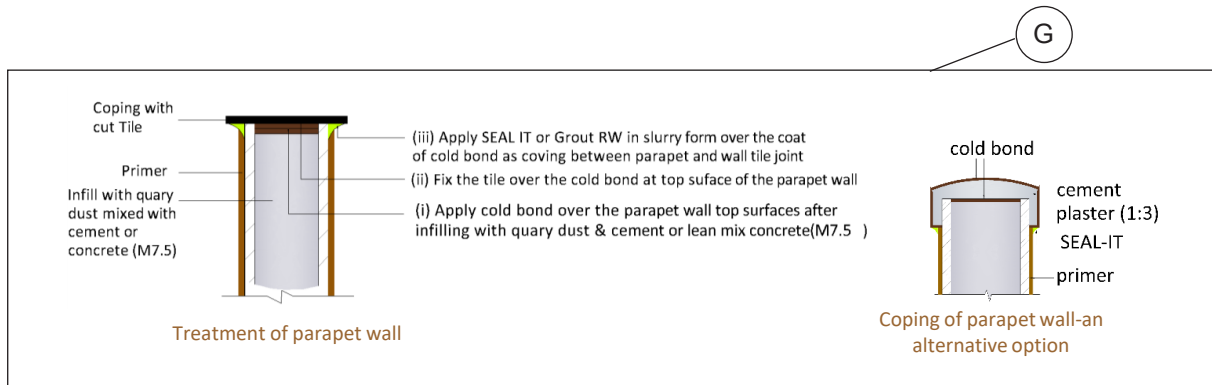 G
Coping with
cut Tile
Primer
Infill with quary
dust mixed with
cement or
concrete (M7.5)
(iii) Apply SEAL IT or Grout RW in slurry form over the coat
of cold bond as coving between parapet and wall tile joint
(ii) Fix the tile over the cold bond at top suface of the parapet wall
(i) Apply cold bond over the parapet wall top surfaces after
infilling with quary dust & cement or lean mix concrete(M7.5 )
Treatment of parapet wall
cold bond
cement
plaster (1:3)
SEAL-IT
primer
Coping of parapet wall-an
alternative option